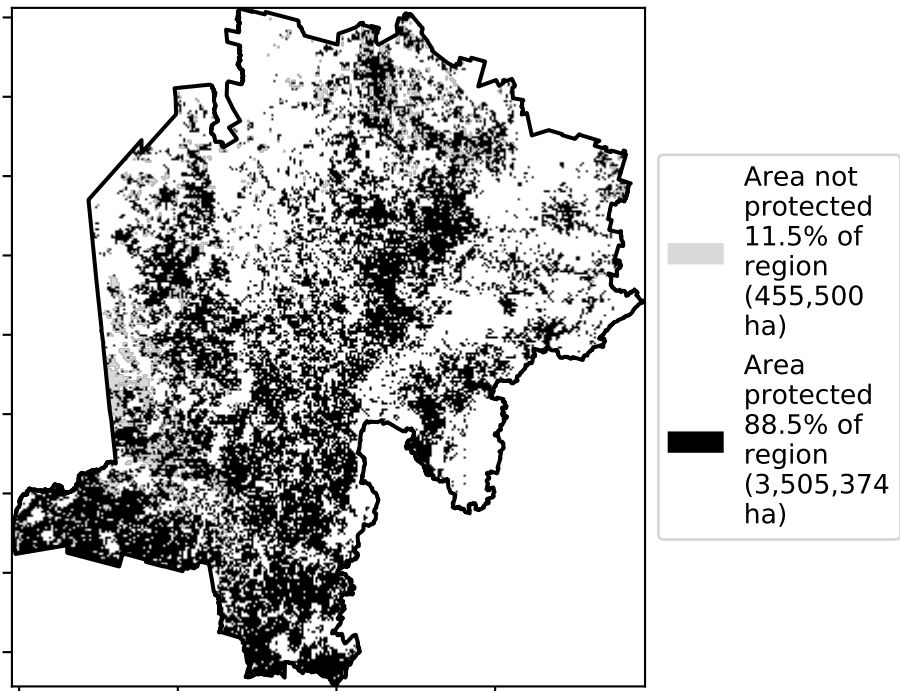 Area not
protected
11.5% of
region
(455,500
ha)
Area
protected
88.5% of
region
(3,505,374
ha)